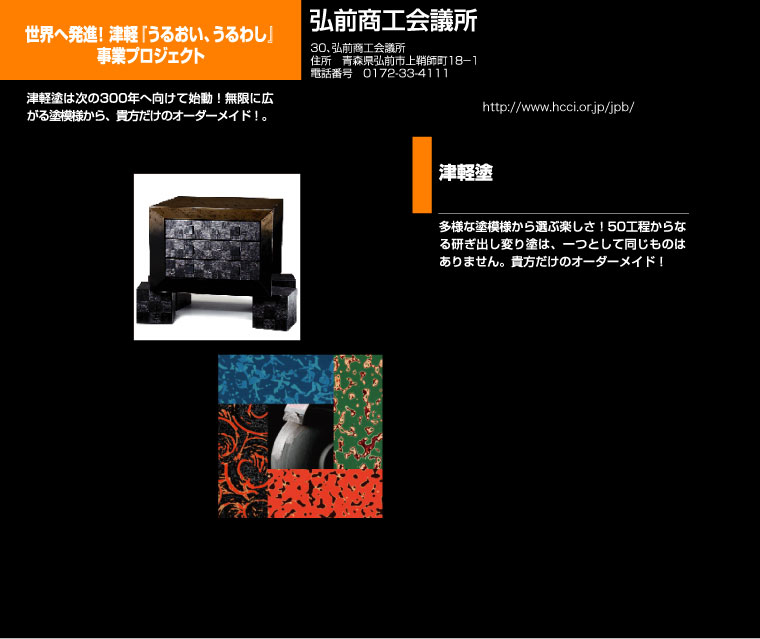 世界へ発進！津軽『うるおい、うるわし』
事業プロジェクト
弘前商工会議所
30、弘前商工会議所
住所　青森県弘前市上鞘師町18−1
電話番号　0172-33-4111
津軽塗は次の300年へ向けて始動！無限に広
がる塗模様から、貴方だけのオーダーメイド！。
http://www.hcci.or.jp/jpb/
津軽塗
多様な塗模様から選ぶ楽しさ！50工程からな
る研ぎ出し変り塗は、一つとして同じものは
ありません。貴方だけのオーダーメイド！